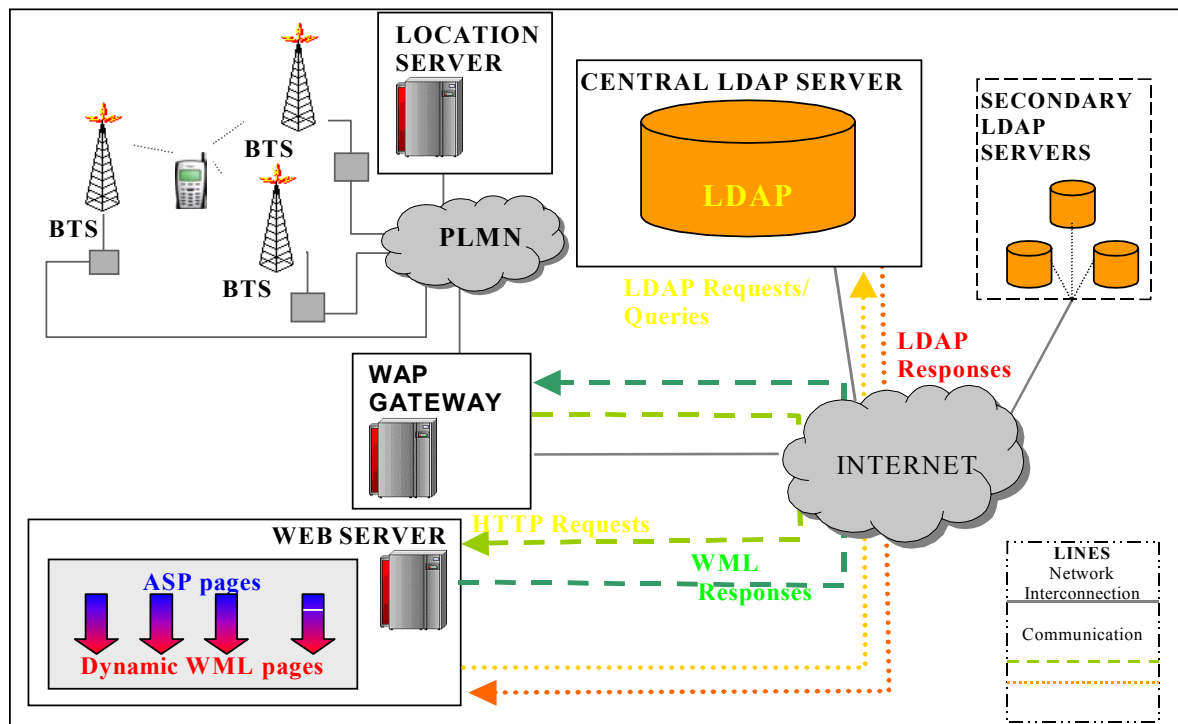 LOCATION
SERVER
CENTRAL LDAP SERVER
LDAP
SECONDARY
LDAP
SERVERS
BTS
BTS
BTS
PLMN
LDAP Requests/
Queries
LDAP
Responses
WAP
GATEWAY
INTERNET
HTTP Requests
WEB SERVER
WML
Responses
ASP pages
Dynamic WML pages
LINES
Network
Interconnection
Communication